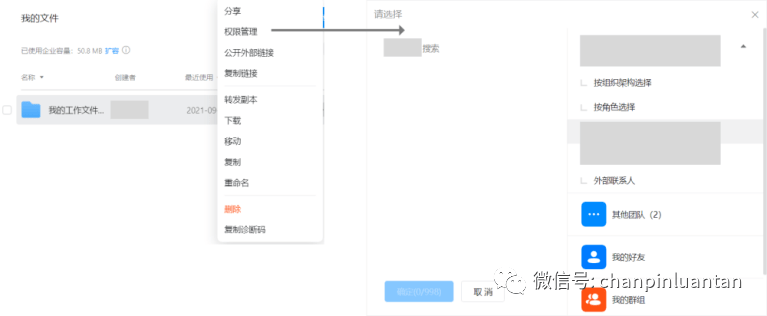 我的文件
已使用企业容量: 50.8 MB 扩容
名称
创建者
最近使用
我的工作文件...
2021-09
分享
权限管理
公开外部链接
复制链接
转发副本
下载
移动
复制
重命名
删除
复制诊断码
请选择
搜索
按组织架构选择
按角色选择
外部联系人
其他团队（2）
我的好友
我的群组
取 消
微信号: chanpinluantan